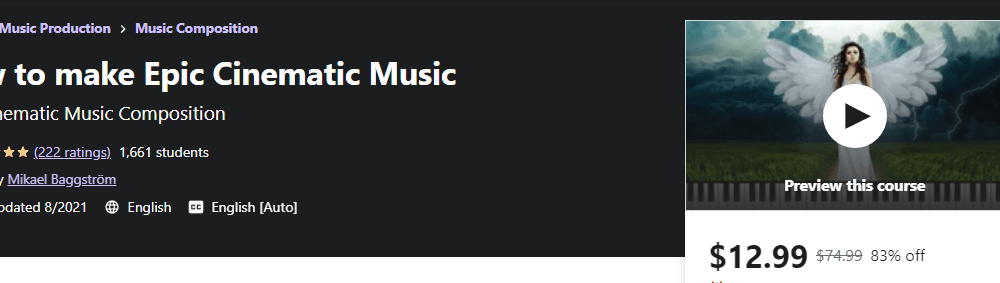 Music Production > Music Composition
to make Epic Cinematic Music
nematic Music Composition
(222 ratings) 1,661 students
Mikael Baggström
pdated 8/2021 English CC English [Auto]
Preview this course
$12.99 $74.99 83% off